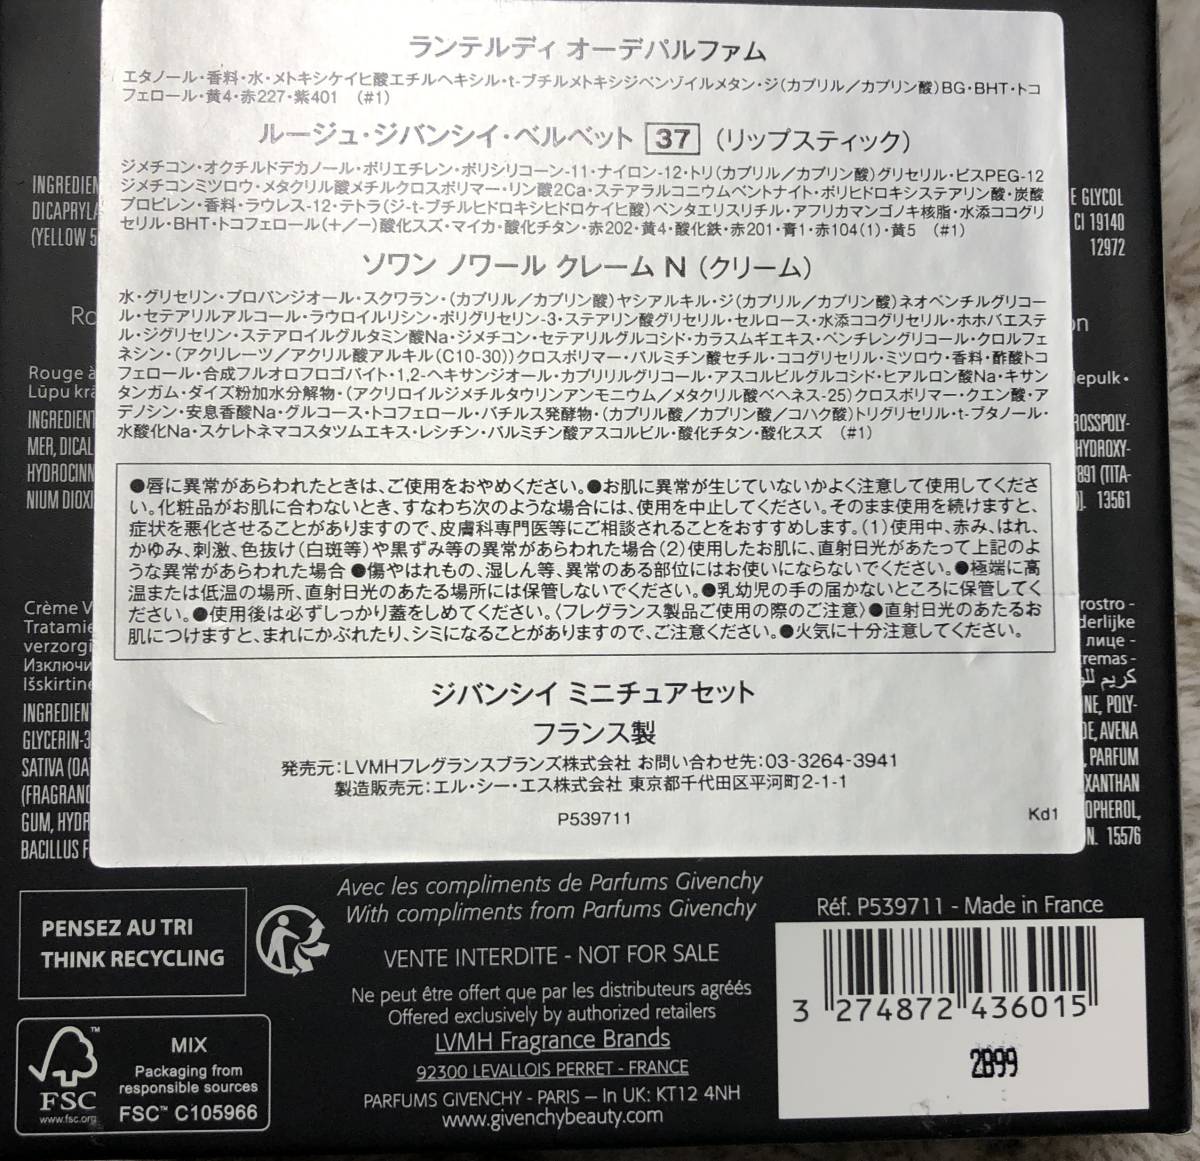 ランテルディ オーデパルファム
エタノール・香料・水・メトキシケイヒ酸エチルヘキシル・t-ブチルメトキシジベンゾイルメタン・ジ(カプリル/カプリン酸)BG・BHT・トコ
フェロール・黄4・赤227・紫401 (#1)
ルージュ・ジバンシイ・ベルベット 37 (リップスティック)
ジメチコン・オクチルドデカノール・ポリエチレン・ポリシリコーン-11・ナイロン-12・トリ(カプリル/カプリン酸)グリセリル・ビスPEG-12
ジメチコンミツロウ・メタクリル酸メチルクロスポリマー・リン酸2Ca・ステアラルコニウムベントナイト・ポリヒドロキシステアリン酸・炭酸
プロピレン・香料・ラウレス-12・テトラ(ジ-t-ブチルヒドロキシヒドロケイヒ酸)ペンタエリスリチル・アフリカマンゴノキ核脂・水添ココグリ
セリル・BHT・トコフェロール(+/-)酸化スズ・マイカ・酸化チタン・赤202・黄4・酸化鉄・赤201・青1・赤104(1)・黄5 (#1)
ソワン ノワール クレーム N (クリーム)
水・グリセリン・プロパンジオール・スクワラン・(カプリル/カプリン酸)ヤシアルキル・ジ(カプリル/カプリン酸)ネオペンチルグリコー
ル・セテアリルアルコール・ラウロイルリシン・ポリグリセリン-3・ステアリン酸グリセリル・セルロース・水添ココグリセリル・ホホバエステ
ル・ジグリセリン・ステアロイルグルタミン酸Na・ジメチコン・セテアリルグルコシド・カラスムギエキス・ペンチレングリコール・クロルフェ
ネシン・(アクリレーツ/アクリル酸アルキル(C10-30))クロスポリマー・パルミチン酸セチル・ココグリセリル・ミツロウ・香料・酢酸トコ
フェロール・合成フルオロフロゴパイト・1,2-ヘキサンジオール・カプリリルグリコール・アスコルビルグルコシド・ヒアルロン酸Na・キサン
タンガム・ダイズ粉加水分解物・(アクリロイルジメチルタウリンアンモニウム/メタクリル酸ベヘネス-25)クロスポリマー・クエン酸・ア
デノシン・安息香酸Na・グルコース・トコフェロール・バチルス発酵物・(カプリル酸/カプリン酸/コハク酸)トリグリセリル・t-ブタノール・
水酸化Na・スケレトネマコスタツムエキス・レシチン・パルミチン酸アスコルビル・酸化チタン・酸化スズ (#1)
●唇に異常があらわれたときは、ご使用をおやめください。●お肌に異常が生じていないかよく注意して使用してくださ
い。化粧品がお肌に合わないとき、すなわち次のような場合には、使用を中止してください。そのまま使用を続けますと、
症状を悪化させることがありますので、皮膚科専門医等にご相談されることをおすすめします。(1)使用中、赤み、はれ、
かゆみ、刺激、色抜け(白斑等)や黒ずみ等の異常があらわれた場合(2)使用したお肌に、直射日光があたって上記のよ
うな異常があらわれた場合●傷やはれもの、湿しん等、異常のある部位にはお使いにならないでください。●極端に高
温または低温の場所、直射日光のあたる場所には保管しないでください。●乳幼児の手の届かないところに保管してく
ださい。●使用後は必ずしっかり蓋をしめてください。〈フレグランス製品ご使用の際のご注意〉●直射日光のあたるお
肌につけますと、まれにかぶれたり、シミになることがありますので、ご注意ください。●火気に十分注意してください。
ジバンシイ ミニチュアセット
フランス製
発売元:LVMHフレグランスブランズ株式会社 お問い合わせ先:03-3264-3941
製造販売元:エル・シー・エス株式会社 東京都千代田区平河町2-1-1
P539711
Kd1
INGREDIEN
DICAPRYLA
(YELLOW 5
E GLYCOL
CI 19140
12972
Ro
on
Rouge à
Lūpu krā
lepulk •
INGREDIENT
MER, DICAL
HYDROCINN
NIUM DIOXI
ROSSPOLY-
HYDROXY-
891 (TITA-
]. 13561
Crème V
Tratamie
verzorgi
Изключи
Išskirtine
rostro -
derlijke
лице -
remas -
كريم لل
INGREDIENT
GLYCERIN-3
SATIVA (OAT
(FRAGRANC
GUM, HYDR
BACILLUS F
NE, POLY-
DE, AVENA
, PARFUM
XANTHAN
OPHEROL,
N. 15576
PENSEZ AU TRI
THINK RECYCLING
Avec les compliments de Parfums Givenchy
With compliments from Parfums Givenchy
VENTE INTERDITE - NOT FOR SALE
Ne peut être offert que par les distributeurs agréés
Offered exclusively by authorized retailers
LVMH Fragrance Brands
92300 LEVALLOIS PERRET - FRANCE
PARFUMS GIVENCHY - PARIS – In UK: KT12 4NH
www.givenchybeauty.com
FSC
www.fsc.org
MIX
Packaging from
responsible sources
FSC™ C105966
Réf. P539711 - Made in France
3 274872 436015
2B99